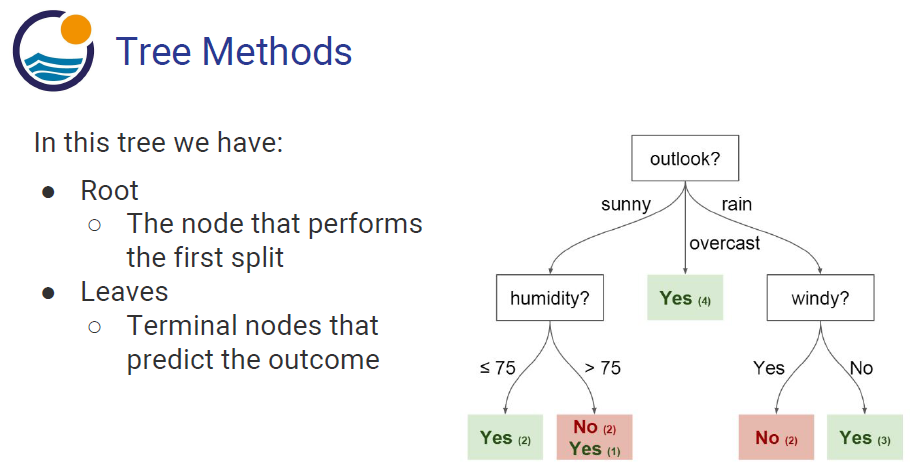 Tree Methods
In this tree we have:
● Root
○ The node that performs
the first split
● Leaves
○ Terminal nodes that
predict the outcome
outlook?
sunny
rain
overcast
humidity?
Yes (4)
windy?
≤ 75
> 75
Yes
No
Yes (2)
No (2)
Yes (1)
No (2)
Yes (3)